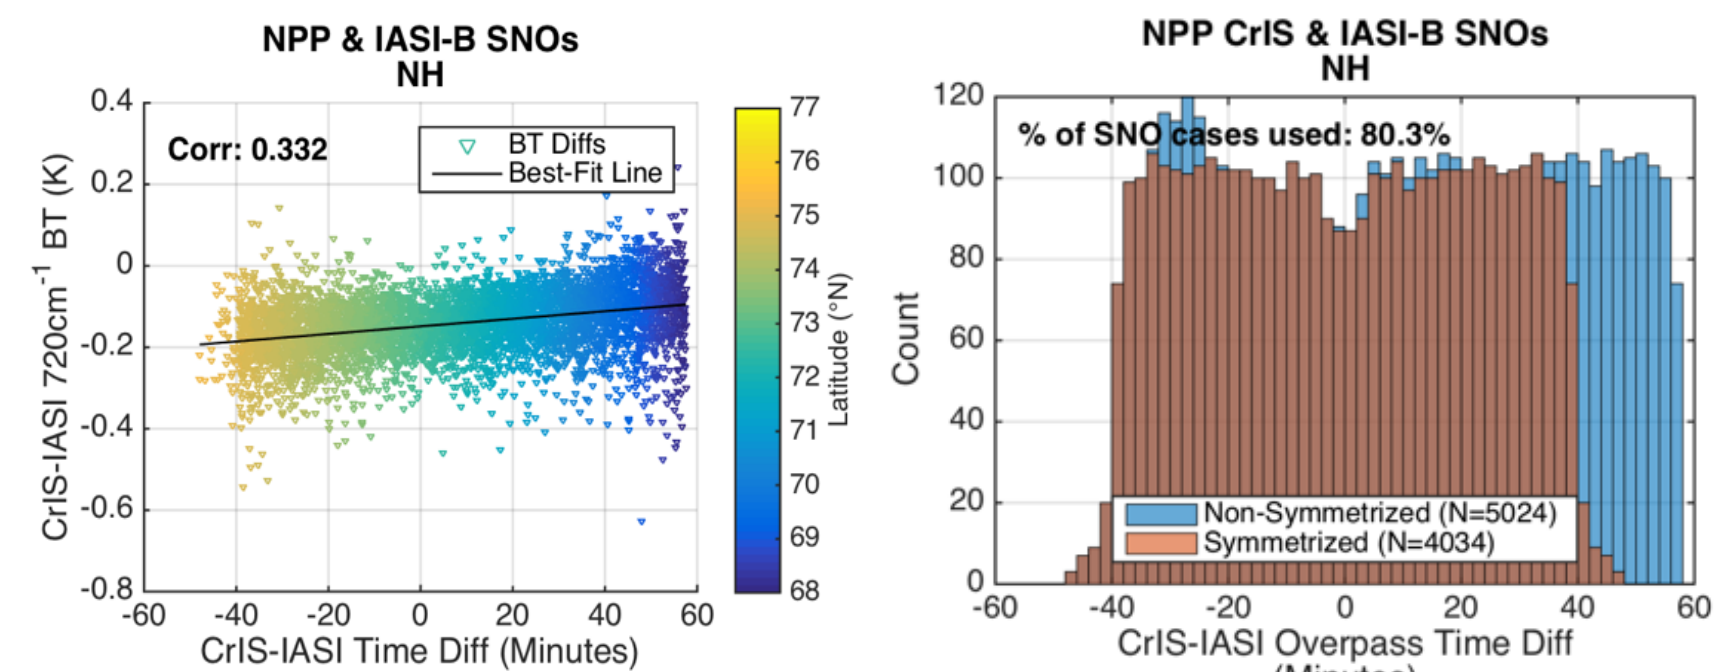 NPP & IASI-B SNOs
NH
Corr: 0.332
BT Diffs
Best-Fit Line
0.4
0.2
0
-0.2
-0.4
-0.6
-0.8
CrIS-IASI 720cm-1 BT (K)
-60 -40 -20 0 20 40 60
CrIS-IASI Time Diff (Minutes)
77
76
75
74
73
72
71
70
69
68
Latitude (°N)
NPP CrIS & IASI-B SNOs
NH
% of SNO cases used: 80.3%
120
100
80
60
40
20
0
Count
Non-Symmetrized (N=5024)
Symmetrized (N=4034)
-60 -40 -20 0 20 40 60
CrIS-IASI Overpass Time Diff
(Minutes)